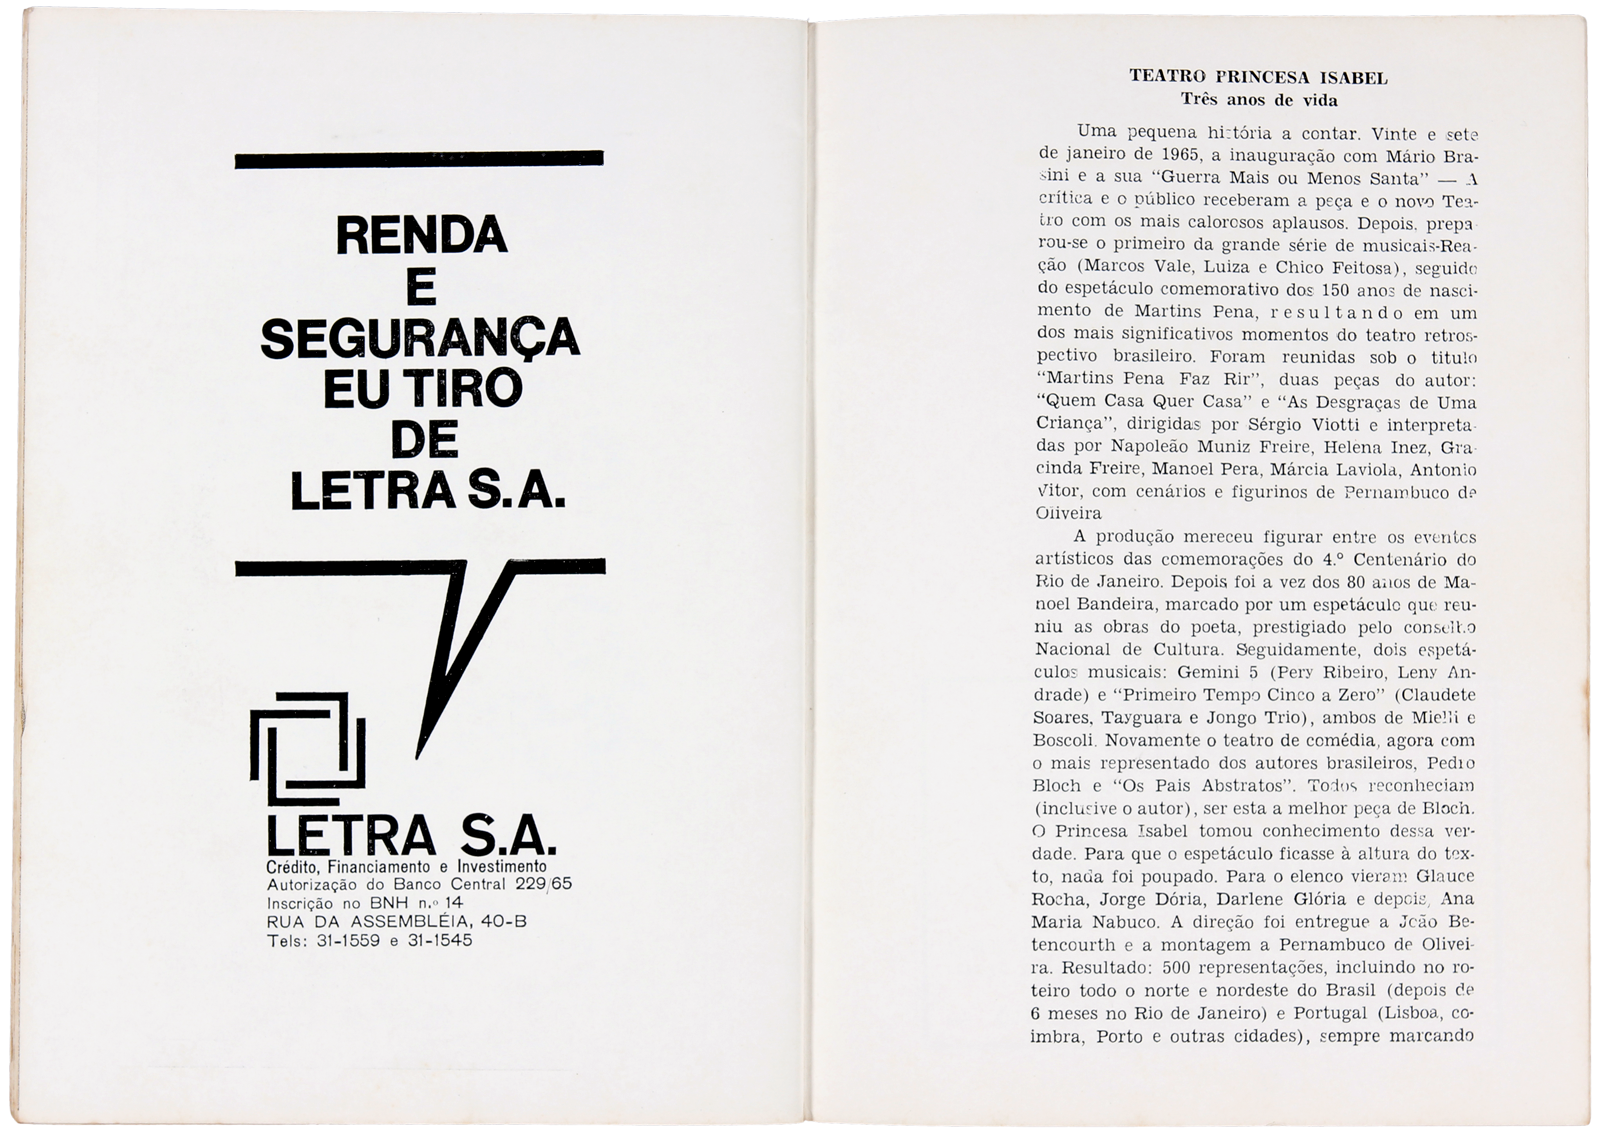 RENDA
E
SEGURANÇA
EU TIRO
DE
LETRA S.A.
LETRA S.A.
Crédito, Financiamento e Investimento
Autorização do Banco Central 229/65
Inscrição no BNH n.º 14
RUA DA ASSEMBLÉIA, 40-B
Tels: 31-1559 e 31-1545
TEATRO PRINCESA ISABEL
Três anos de vida
Uma pequena história a contar. Vinte e sete
de janeiro de 1965, a inauguração com Mário Bra-
sini e a sua “Guerra Mais ou Menos Santa” — A
crítica e o público receberam a peça e o novo Tea-
tro com os mais calorosos aplausos. Depois, prepa-
rou-se o primeiro da grande série de musicais-Rea-
ção (Marcos Vale, Luiza e Chico Feitosa), seguido
do espetáculo comemorativo dos 150 anos de nasci-
mento de Martins Pena, resultando em um
dos mais significativos momentos do teatro retros-
pectivo brasileiro. Foram reunidas sob o titulo
“Martins Pena Faz Rir”, duas peças do autor:
“Quem Casa Quer Casa” e “As Desgraças de Uma
Criança”, dirigidas por Sérgio Viotti e interpreta-
das por Napoleão Muniz Freire, Helena Inez, Gra-
cinda Freire, Manoel Pera, Márcia Laviola, Antonio
Vitor, com cenários e figurinos de Pernambuco de
Oliveira
A produção mereceu figurar entre os eventos
artísticos das comemorações do 4.º Centenário do
Rio de Janeiro. Depois foi a vez dos 80 anos de Ma-
noel Bandeira, marcado por um espetáculo que reu-
niu as obras do poeta, prestigiado pelo conselho
Nacional de Cultura. Seguidamente, dois espetá-
culos musicais: Gemini 5 (Pery Ribeiro, Leny An-
drade) e “Primeiro Tempo Cinco a Zero” (Claudete
Soares, Tayguara e Jongo Trio), ambos de Mielli e
Boscoli. Novamente o teatro de comédia, agora com
o mais representado dos autores brasileiros, Pedro
Bloch e “Os Pais Abstratos”. Todos reconheciam
(inclusive o autor), ser esta a melhor peça de Bloch.
O Princesa Isabel tomou conhecimento dessa ver-
dade. Para que o espetáculo ficasse à altura do tex-
to, nada foi poupado. Para o elenco vieram Glauce
Rocha, Jorge Dória, Darlene Glória e depois, Ana
Maria Nabuco. A direção foi entregue a João Be-
tencourth e a montagem a Pernambuco de Olivei-
ra. Resultado: 500 representações, incluindo no ro-
teiro todo o norte e nordeste do Brasil (depois de
6 meses no Rio de Janeiro) e Portugal (Lisboa, co-
imbra, Porto e outras cidades), sempre marcando